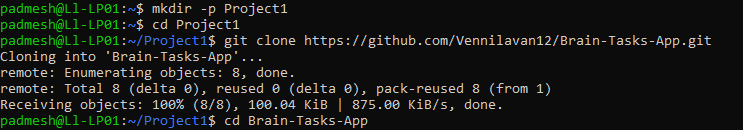 padmesh@Ll-LP01:~$ mkdir -p Project1
padmesh@Ll-LP01:~$ cd Project1
padmesh@Ll-LP01:~/Project1$ git clone https://github.com/Vennilavan12/Brain-Tasks-App.git
Cloning into 'Brain-Tasks-App'...
remote: Enumerating objects: 8, done.
remote: Total 8 (delta 0), reused 0 (delta 0), pack-reused 8 (from 1)
Receiving objects: 100% (8/8), 100.04 KiB | 875.00 KiB/s, done.
padmesh@Ll-LP01:~/Project1$ cd Brain-Tasks-App